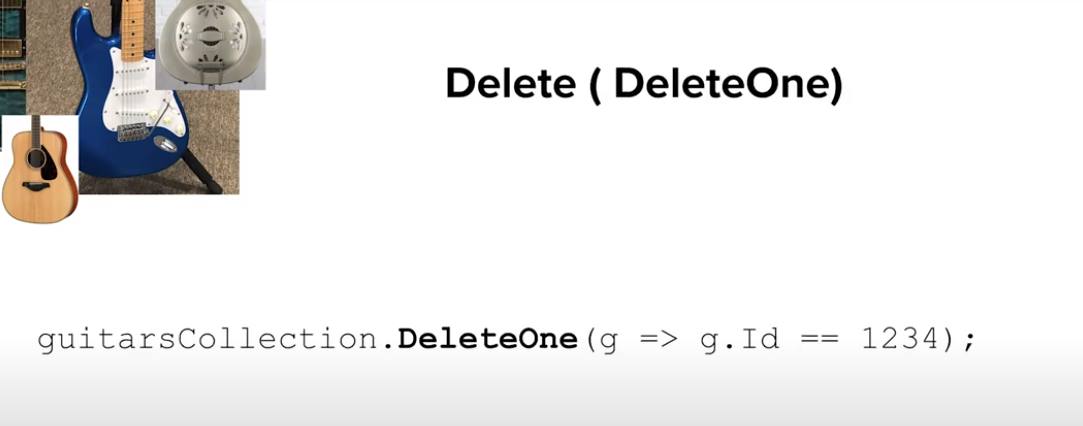 Delete ( DeleteOne)
guitarsCollection.DeleteOne(g => g.Id == 1234);